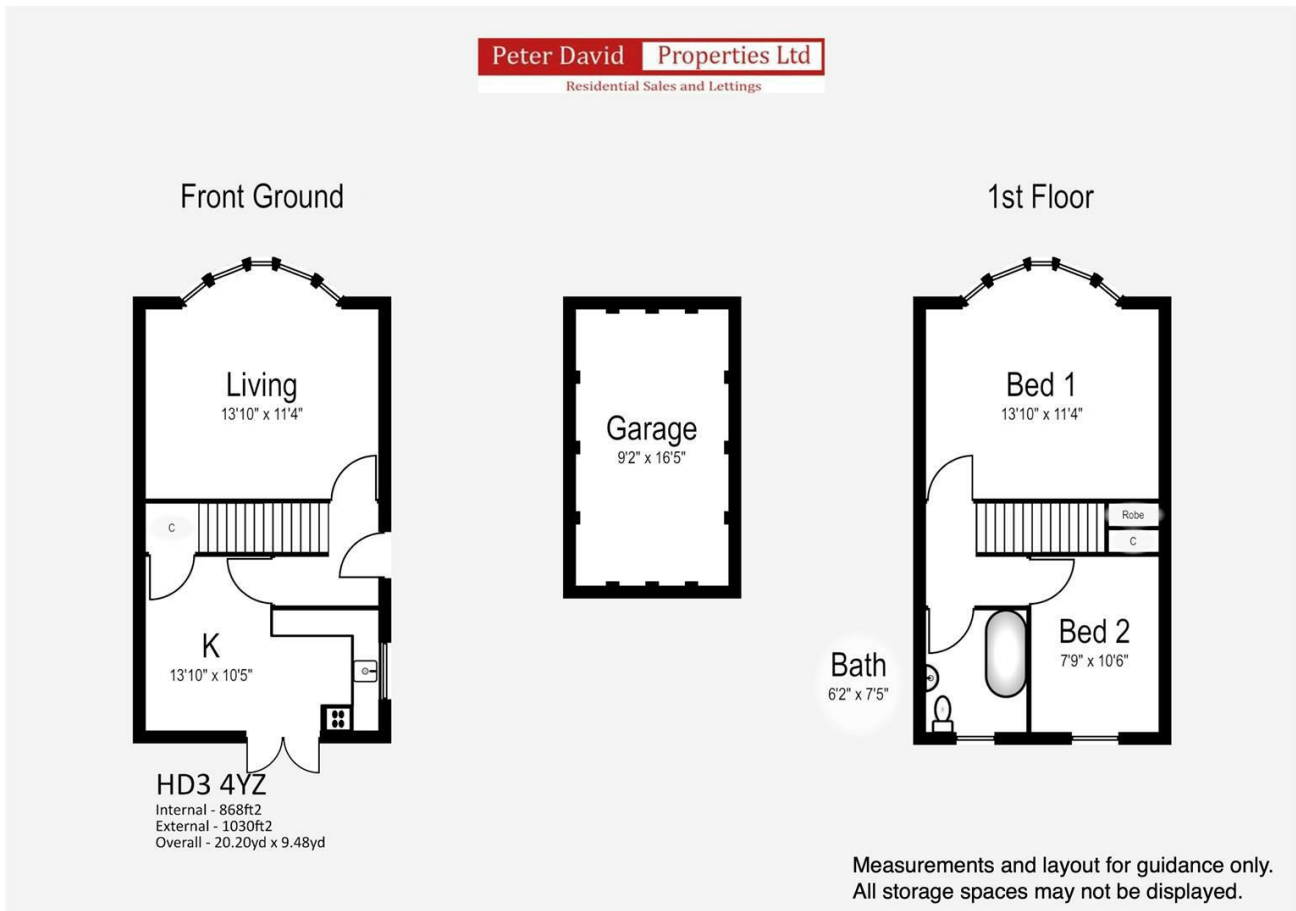 Peter David Properties Ltd
Residential Sales and Lettings
Front Ground
1st Floor
Living
13'10" x 11'4"
C
K
13'10" x 10'5"
Garage
9'2" x 16'5"
Bed 1
13'10" x 11'4"
Robe
C
Bed 2
7'9" x 10'6"
Bath
6'2" x 7'5"
HD3 4YZ
Internal - 868ft2
External - 1030ft2
Overall - 20.20yd x 9.48yd
Measurements and layout for guidance only.
All storage spaces may not be displayed.